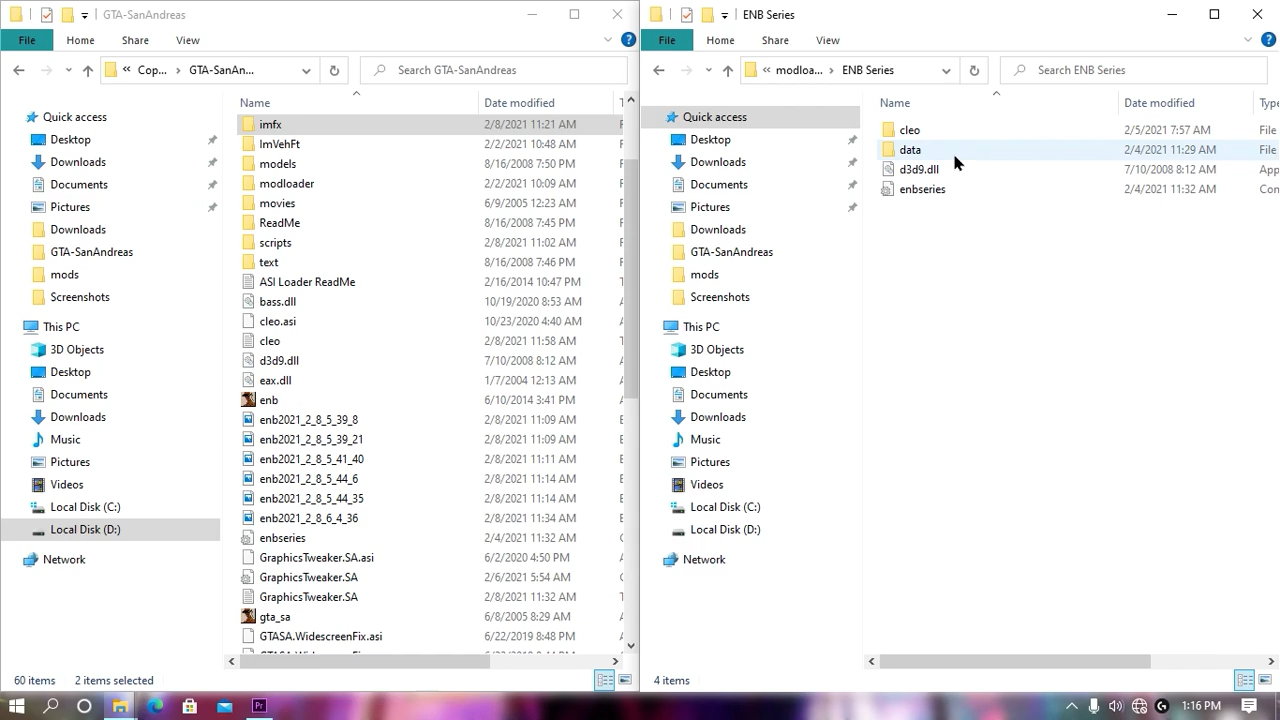 GTA-SanAndreas
File Home Share View
Cop... GTA-SanAn...
Search GTA-SanAndreas
Quick access
Desktop
Downloads
Documents
Pictures
Downloads
GTA-SanAndreas
mods
Screenshots
This PC
3D Objects
Desktop
Documents
Downloads
Music
Pictures
Videos
Local Disk (C:)
Local Disk (D:)
Network
Name Date modified
imfx 2/8/2021 11:21 AM
ImVehFt 2/2/2021 10:48 AM
models 8/16/2008 7:50 PM
modloader 2/2/2021 10:09 AM
movies 6/9/2005 12:23 AM
ReadMe 8/16/2008 7:45 PM
scripts 2/8/2021 11:02 AM
text 8/16/2008 7:46 PM
ASI Loader ReadMe 2/16/2014 10:47 PM
bass.dll 10/19/2020 8:53 AM
cleo.asi 10/23/2020 4:40 AM
cleo 2/8/2021 11:58 AM
d3d9.dll 7/10/2008 8:12 AM
eax.dll 1/7/2004 12:13 AM
enb 6/10/2014 3:41 PM
enb2021_2_8_5_39_8 2/8/2021 11:09 AM
enb2021_2_8_5_39_21 2/8/2021 11:09 AM
enb2021_2_8_5_41_40 2/8/2021 11:11 AM
enb2021_2_8_5_44_6 2/8/2021 11:14 AM
enb2021_2_8_5_44_35 2/8/2021 11:14 AM
enb2021_2_8_6_4_36 2/8/2021 11:34 AM
enbseries 2/4/2021 11:32 AM
GraphicsTweaker.SA.asi 6/2/2020 4:50 PM
GraphicsTweaker.SA 2/6/2021 5:54 AM
GraphicsTweaker.SA 2/8/2021 11:32 AM
gta_sa 6/8/2005 8:29 AM
GTASA.WidescreenFix.asi 6/22/2019 8:48 PM
60 items 2 items selected
ENB Series
File Home Share View
modloa... ENB Series
Search ENB Series
Quick access
Desktop
Downloads
Documents
Pictures
Downloads
GTA-SanAndreas
mods
Screenshots
This PC
3D Objects
Desktop
Documents
Downloads
Music
Pictures
Videos
Local Disk (C:)
Local Disk (D:)
Network
Name Date modified Type
cleo 2/5/2021 7:57 AM File
data 2/4/2021 11:29 AM File
d3d9.dll 7/10/2008 8:12 AM App
enbseries 2/4/2021 11:32 AM Con
4 items
Pr
1:16 PM